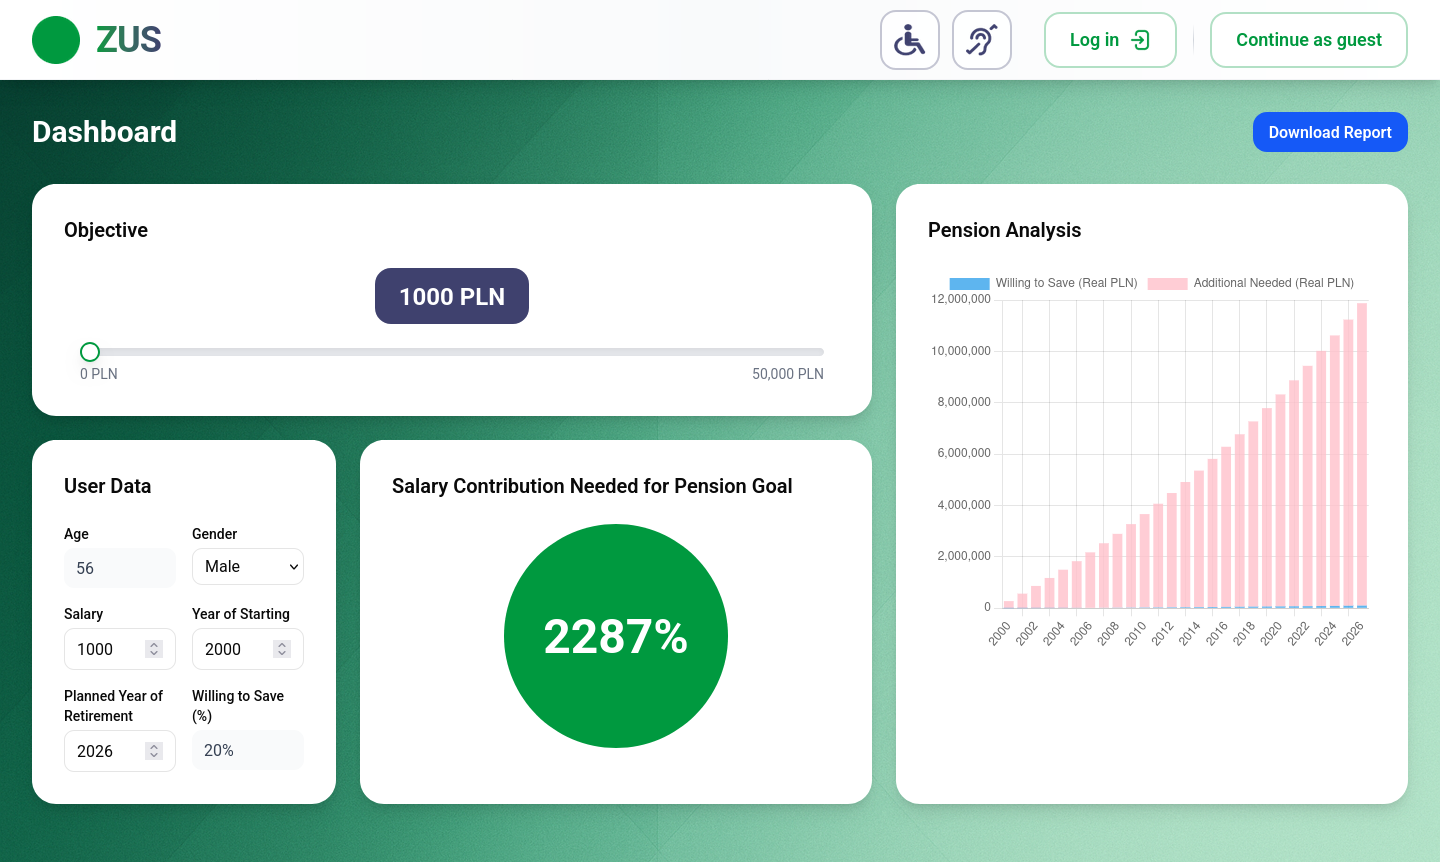 ZUS
Log in
Continue as guest
Dashboard
Download Report
Objective
1000 PLN
0 PLN
50,000 PLN
Pension Analysis
Willing to Save (Real PLN)
Additional Needed (Real PLN)
12,000,000
10,000,000
8,000,000
6,000,000
4,000,000
2,000,000
0
2000
2002
2004
2006
2008
2010
2012
2014
2016
2018
2020
2022
2024
2026
User Data
Age
Gender
56
Male
Salary
Year of Starting
1000
2000
Planned Year of
Retirement
Willing to Save
(%)
2026
20%
Salary Contribution Needed for Pension Goal
2287%